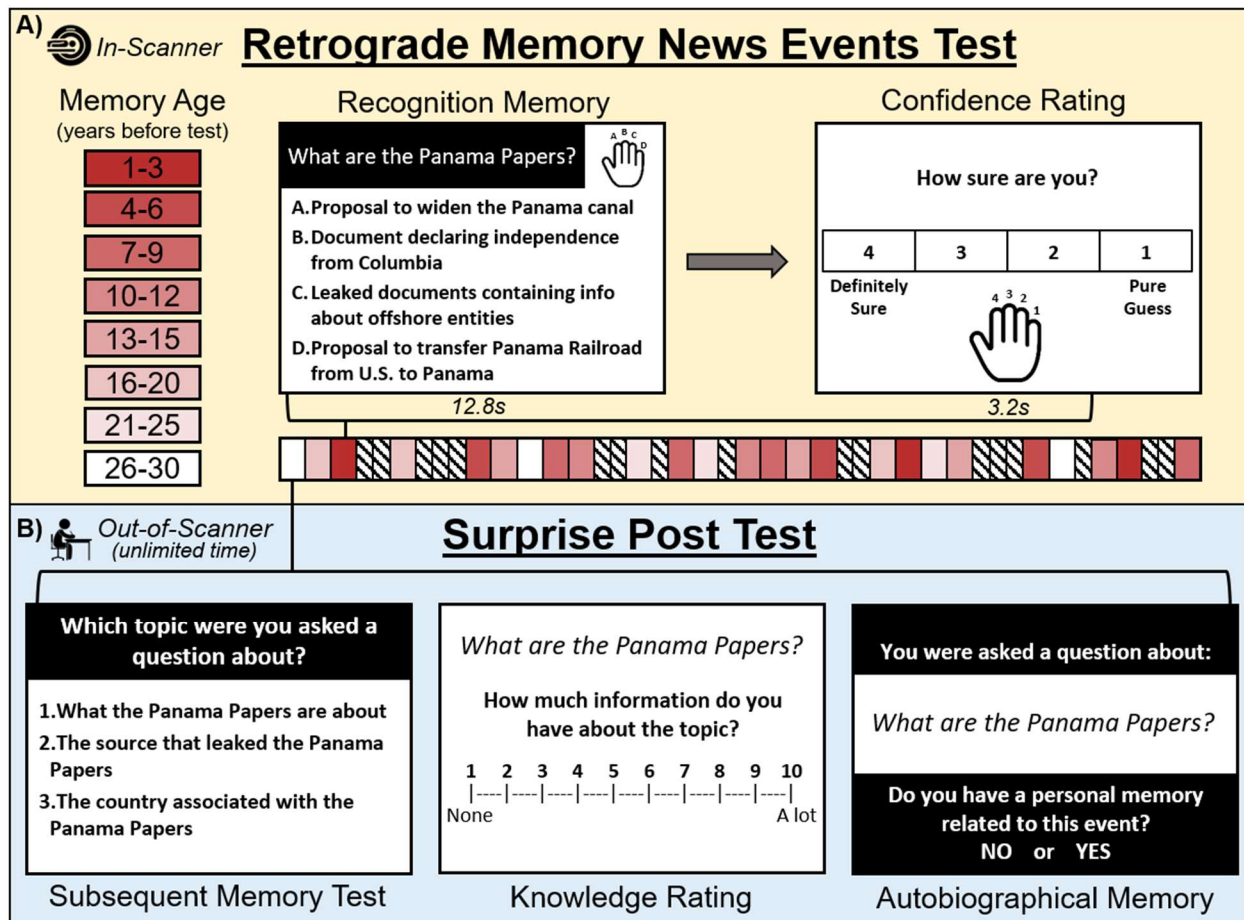 A)
In-Scanner
Retrograde Memory News Events Test
Memory Age
(years before test)
1-3
4-6
7-9
10-12
13-15
16-20
21-25
26-30
Recognition Memory
What are the Panama Papers?
A B C D
A.Proposal to widen the Panama canal
B.Document declaring independence
from Columbia
C.Leaked documents containing info
about offshore entities
D.Proposal to transfer Panama Railroad
from U.S. to Panama
12.8s
Confidence Rating
How sure are you?
4 3 2 1
Definitely
Sure
Pure
Guess
4 3 2 1
3.2s
B)
Out-of-Scanner
(unlimited time)
Surprise Post Test
Which topic were you asked a
question about?
1.What the Panama Papers are about
2.The source that leaked the Panama
Papers
3.The country associated with the
Panama Papers
Subsequent Memory Test
What are the Panama Papers?
How much information do you
have about the topic?
1 2 3 4 5 6 7 8 9 10
|----|----|----|----|----|----|----|----|----|
None A lot
Knowledge Rating
You were asked a question about:
What are the Panama Papers?
Do you have a personal memory
related to this event?
NO or YES
Autobiographical Memory